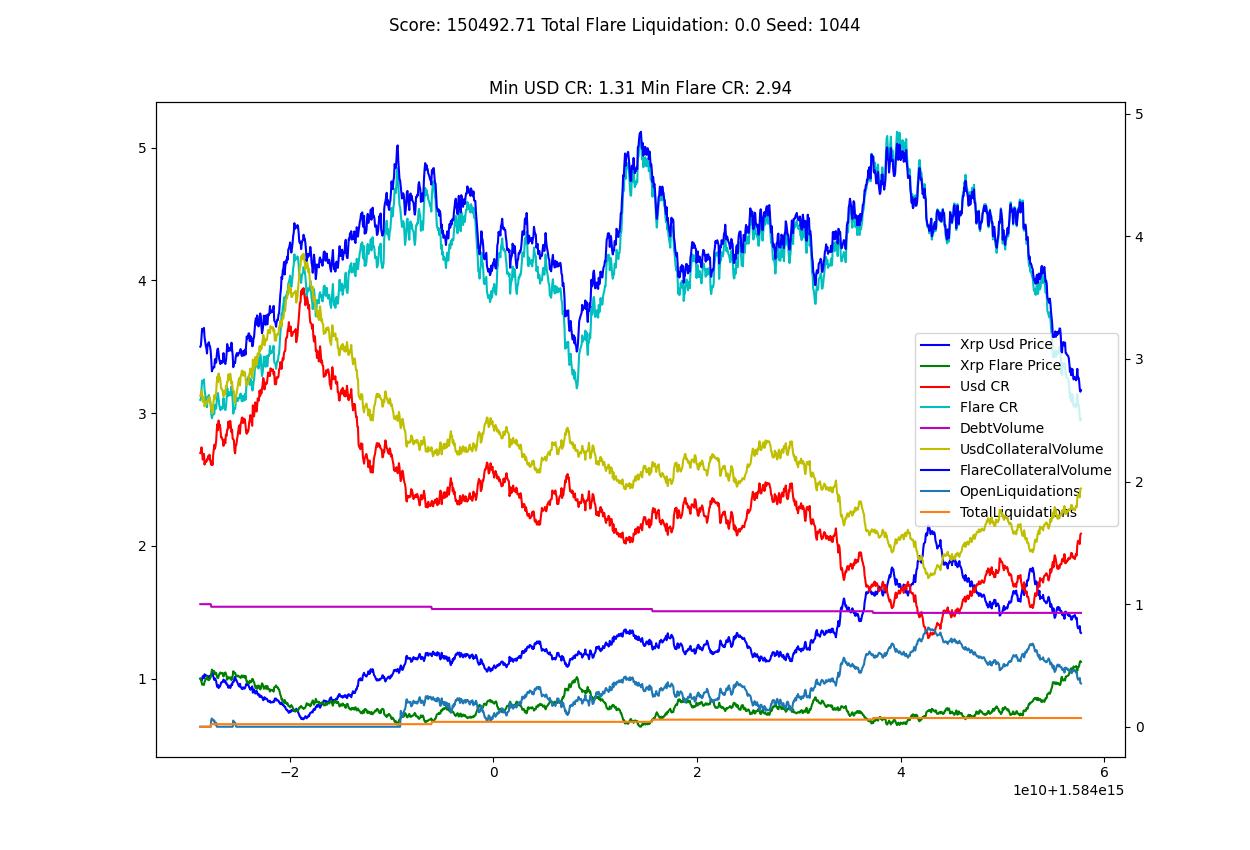 Score: 150492.71 Total Flare Liquidation: 0.0 Seed: 1044
Min USD CR: 1.31 Min Flare CR: 2.94
5
4
3
2
1
5
4
3
2
1
0
Xrp Usd Price
Xrp Flare Price
Usd CR
Flare CR
DebtVolume
UsdCollateralVolume
FlareCollateralVolume
OpenLiquidations
TotalLiquidations
−2 0 2 4 6
1e10+1.584e15